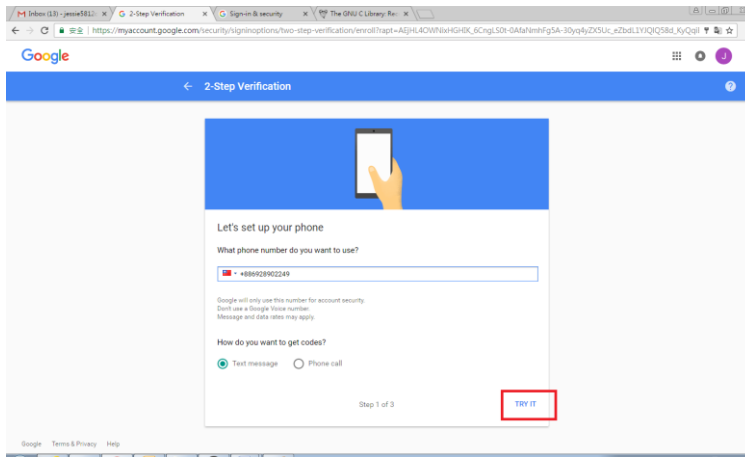 Inbox (13) - jessie5812
2-Step Verification
Sign-in & security
The GNU C Library: Re
안전
https://myaccount.google.com/security/signinoptions/two-step-verification/enroll?rapt=
Google
J
2-Step Verification
Let's set up your phone
What phone number do you want to use?
+886928902249
Google will only use this number for account security.
Don't use a Google Voice number.
Message and data rates may apply.
How do you want to get codes?
Text message
Phone call
Step 1 of 3
TRY IT
Google Terms & Privacy Help